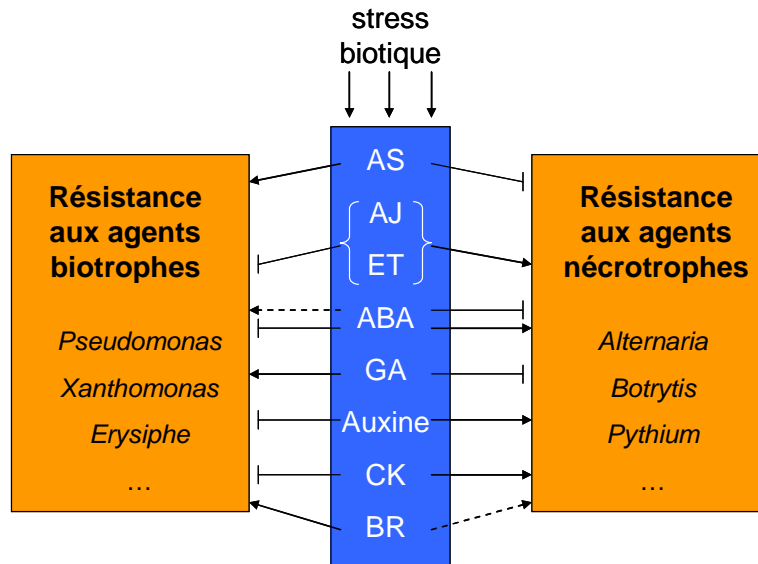 stress
biotique
Résistance
aux agents
biotrophes
Pseudomonas
Xanthomonas
Erysiphe
…
AS
AJ
ET
ABA
GA
Auxine
CK
BR
Résistance
aux agents
nécrotrophes
Alternaria
Botrytis
Pythium
…